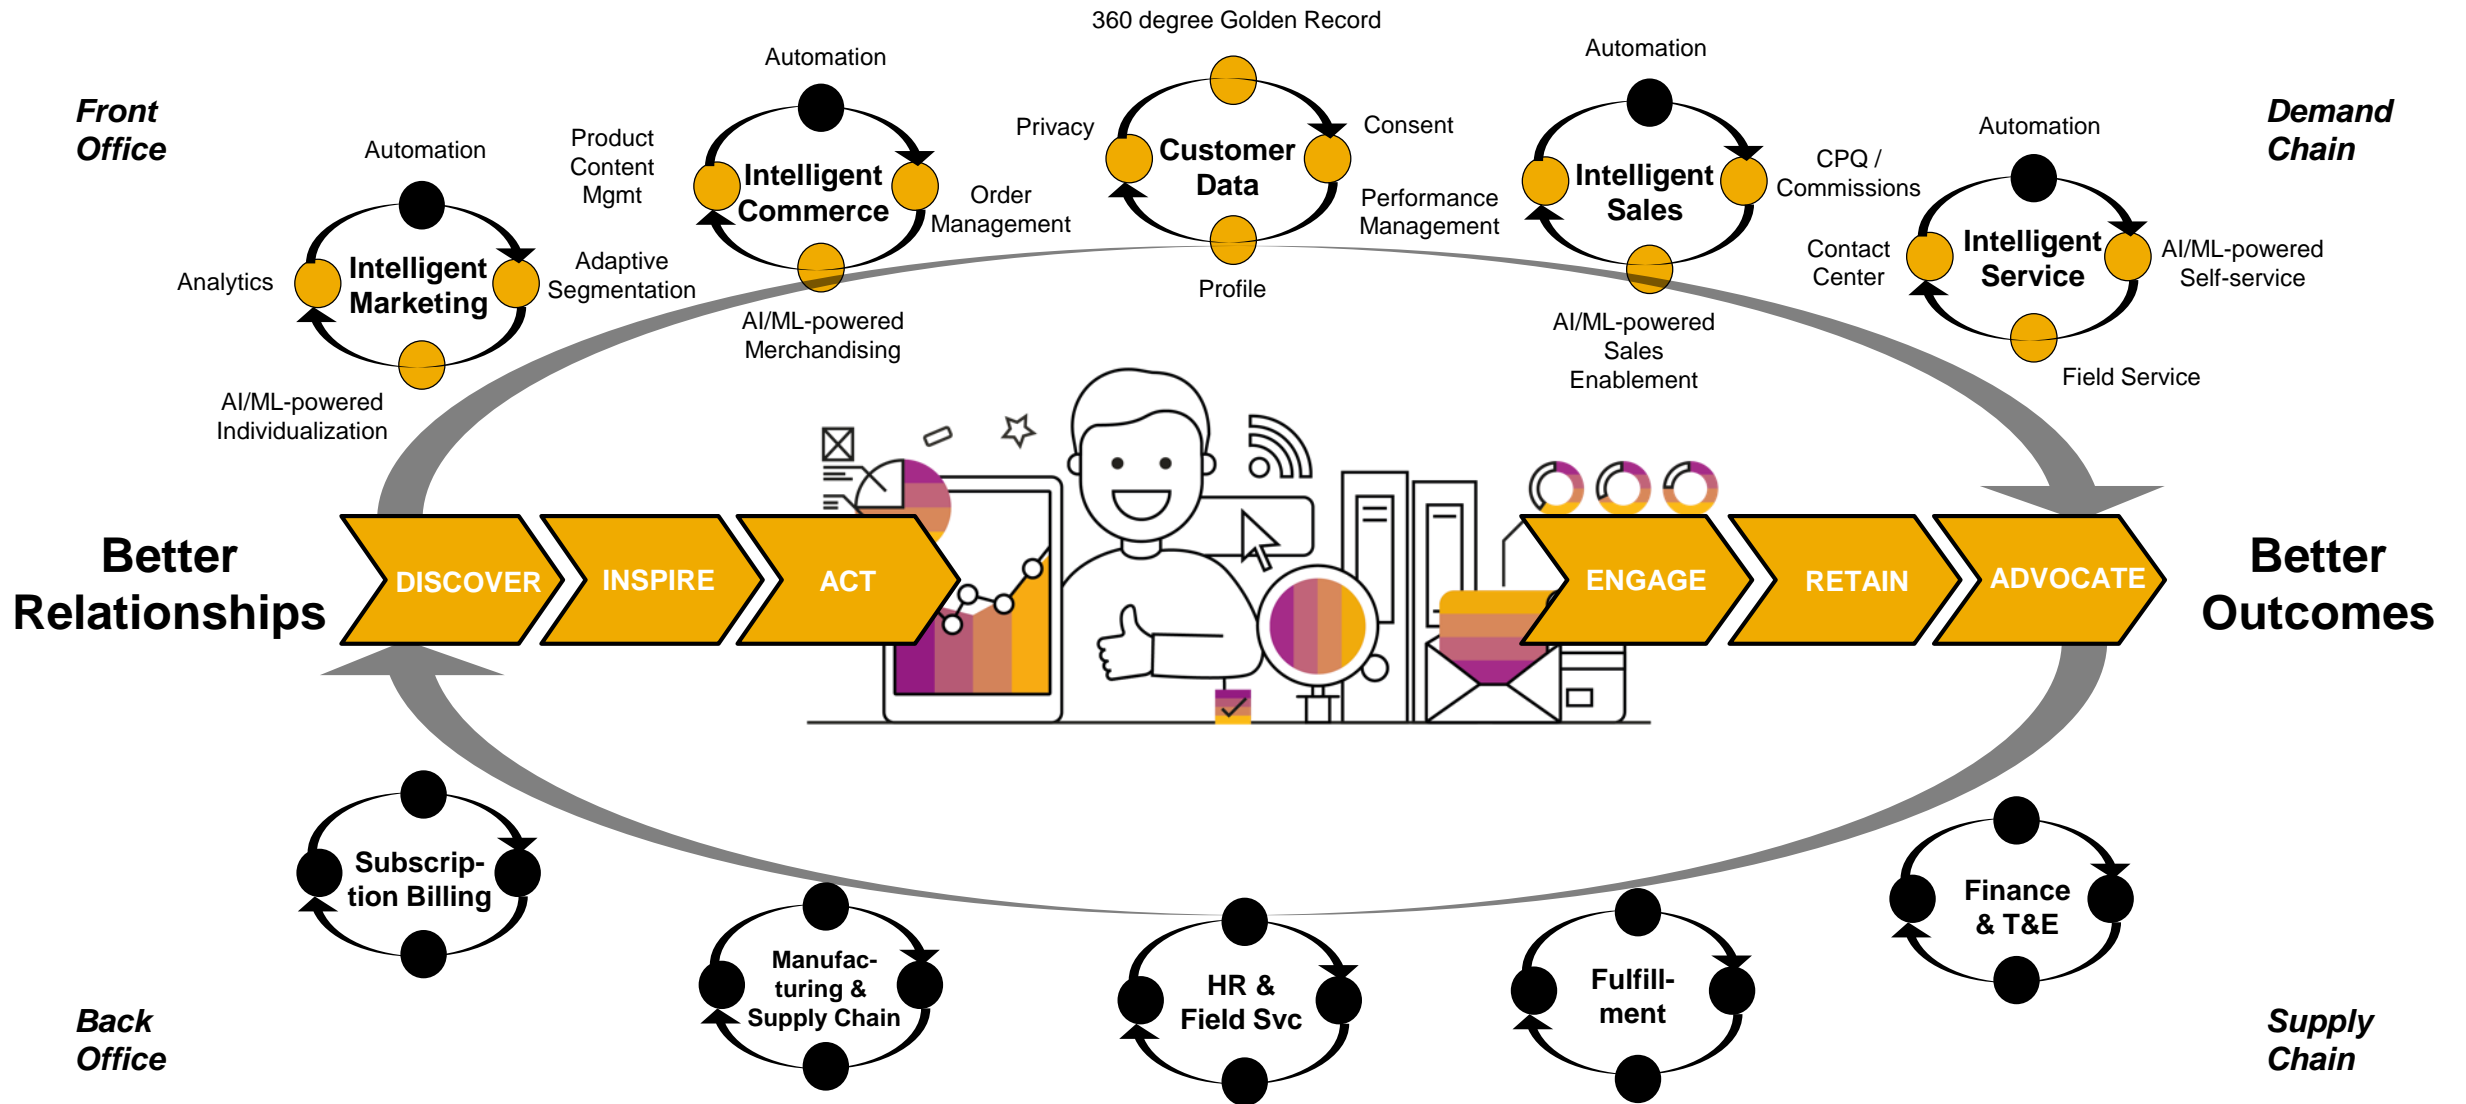 360 degree Golden Record
Automation
Automation
Front
Office
Demand
Chain
Automation
Product
Content
Mgmt
Privacy
Consent
Automation
CPQ /
Commissions
Intelligent
Commerce
Customer
Data
Intelligent
Sales
Order
Management
Performance
Management
Analytics
Intelligent
Marketing
Adaptive
Segmentation
Profile
Contact
Center
Intelligent
Service
AI/ML-powered
Self-service
AI/ML-powered
Merchandising
AI/ML-powered
Sales
Enablement
Field Service
AI/ML-powered
Individualization
Better
Relationships
DISCOVER
INSPIRE
ACT
ENGAGE
RETAIN
ADVOCATE
Better
Outcomes
Subscrip-
tion Billing
Manufac-
turing &
Supply Chain
HR &
Field Svc
Fulfill-
ment
Finance
& T&E
Back
Office
Supply
Chain